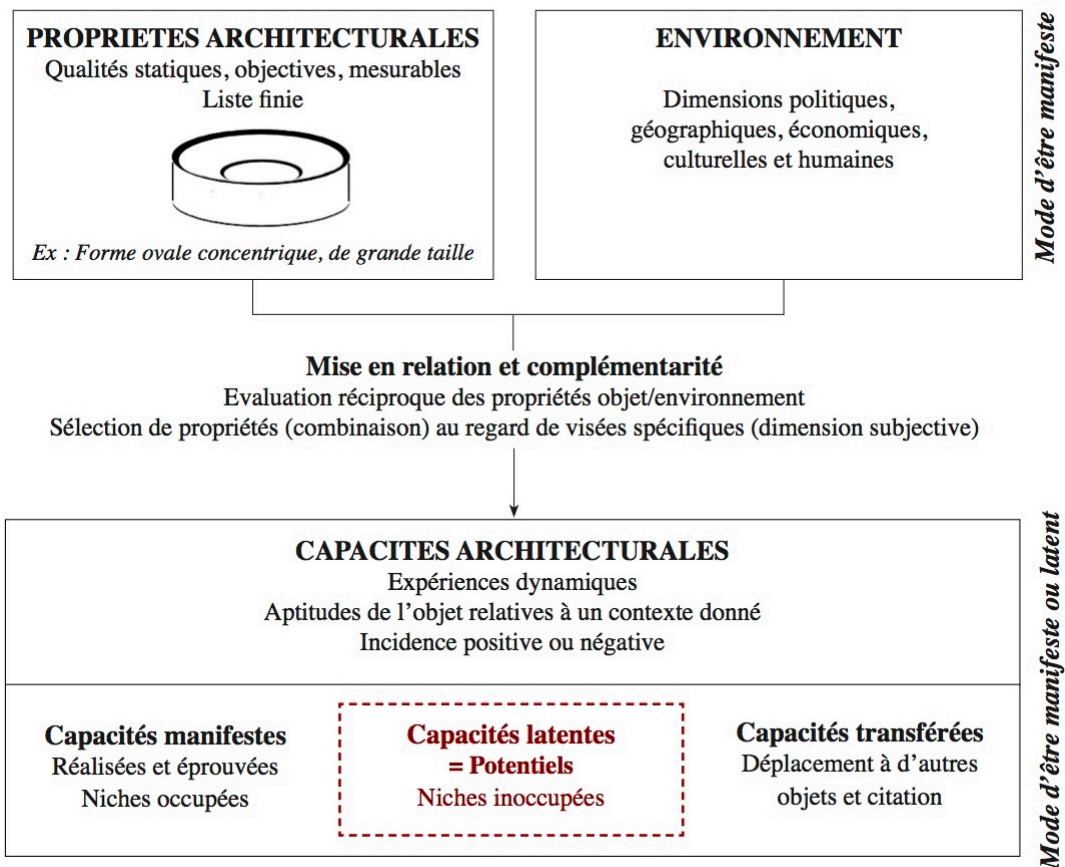 PROPRIETES ARCHITECTURALES
Qualités statiques, objectives, mesurables
Liste finie
Ex : Forme ovale concentrique, de grande taille
ENVIRONNEMENT
Dimensions politiques,
géographiques, économiques,
culturelles et humaines
Mode d’être manifeste
Mise en relation et complémentarité
Evaluation réciproque des propriétés objet/environnement
Sélection de propriétés (combinaison) au regard de visées spécifiques (dimension subjective)
CAPACITES ARCHITECTURALES
Expériences dynamiques
Aptitudes de l’objet relatives à un contexte donné
Incidence positive ou négative
Capacités manifestes
Réalisées et éprouvées
Niches occupées
Capacités latentes
= Potentiels
Niches inoccupées
Capacités transférées
Déplacement à d’autres
objets et citation
Mode d’être manifeste ou latent